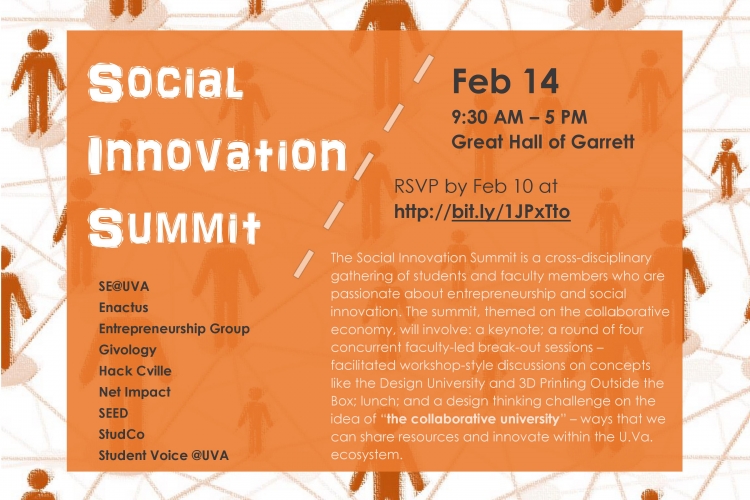 Social
Innovation
Summit
Feb 14
9:30 AM – 5 PM
Great Hall of Garrett
RSVP by Feb 10 at
http://bit.ly/1JPxTto
SE@UVA
Enactus
Entrepreneurship Group
Givology
Hack Cville
Net Impact
SEED
StudCo
Student Voice @UVA
The Social Innovation Summit is a cross-disciplinary
gathering of students and faculty members who are
passionate about entrepreneurship and social
innovation. The summit, themed on the collaborative
economy, will involve: a keynote; a round of four
concurrent faculty-led break-out sessions –
facilitated workshop-style discussions on concepts
like the Design University and 3D Printing Outside the
Box; lunch; and a design thinking challenge on the
idea of “the collaborative university” – ways that we
can share resources and innovate within the U.Va.
ecosystem.